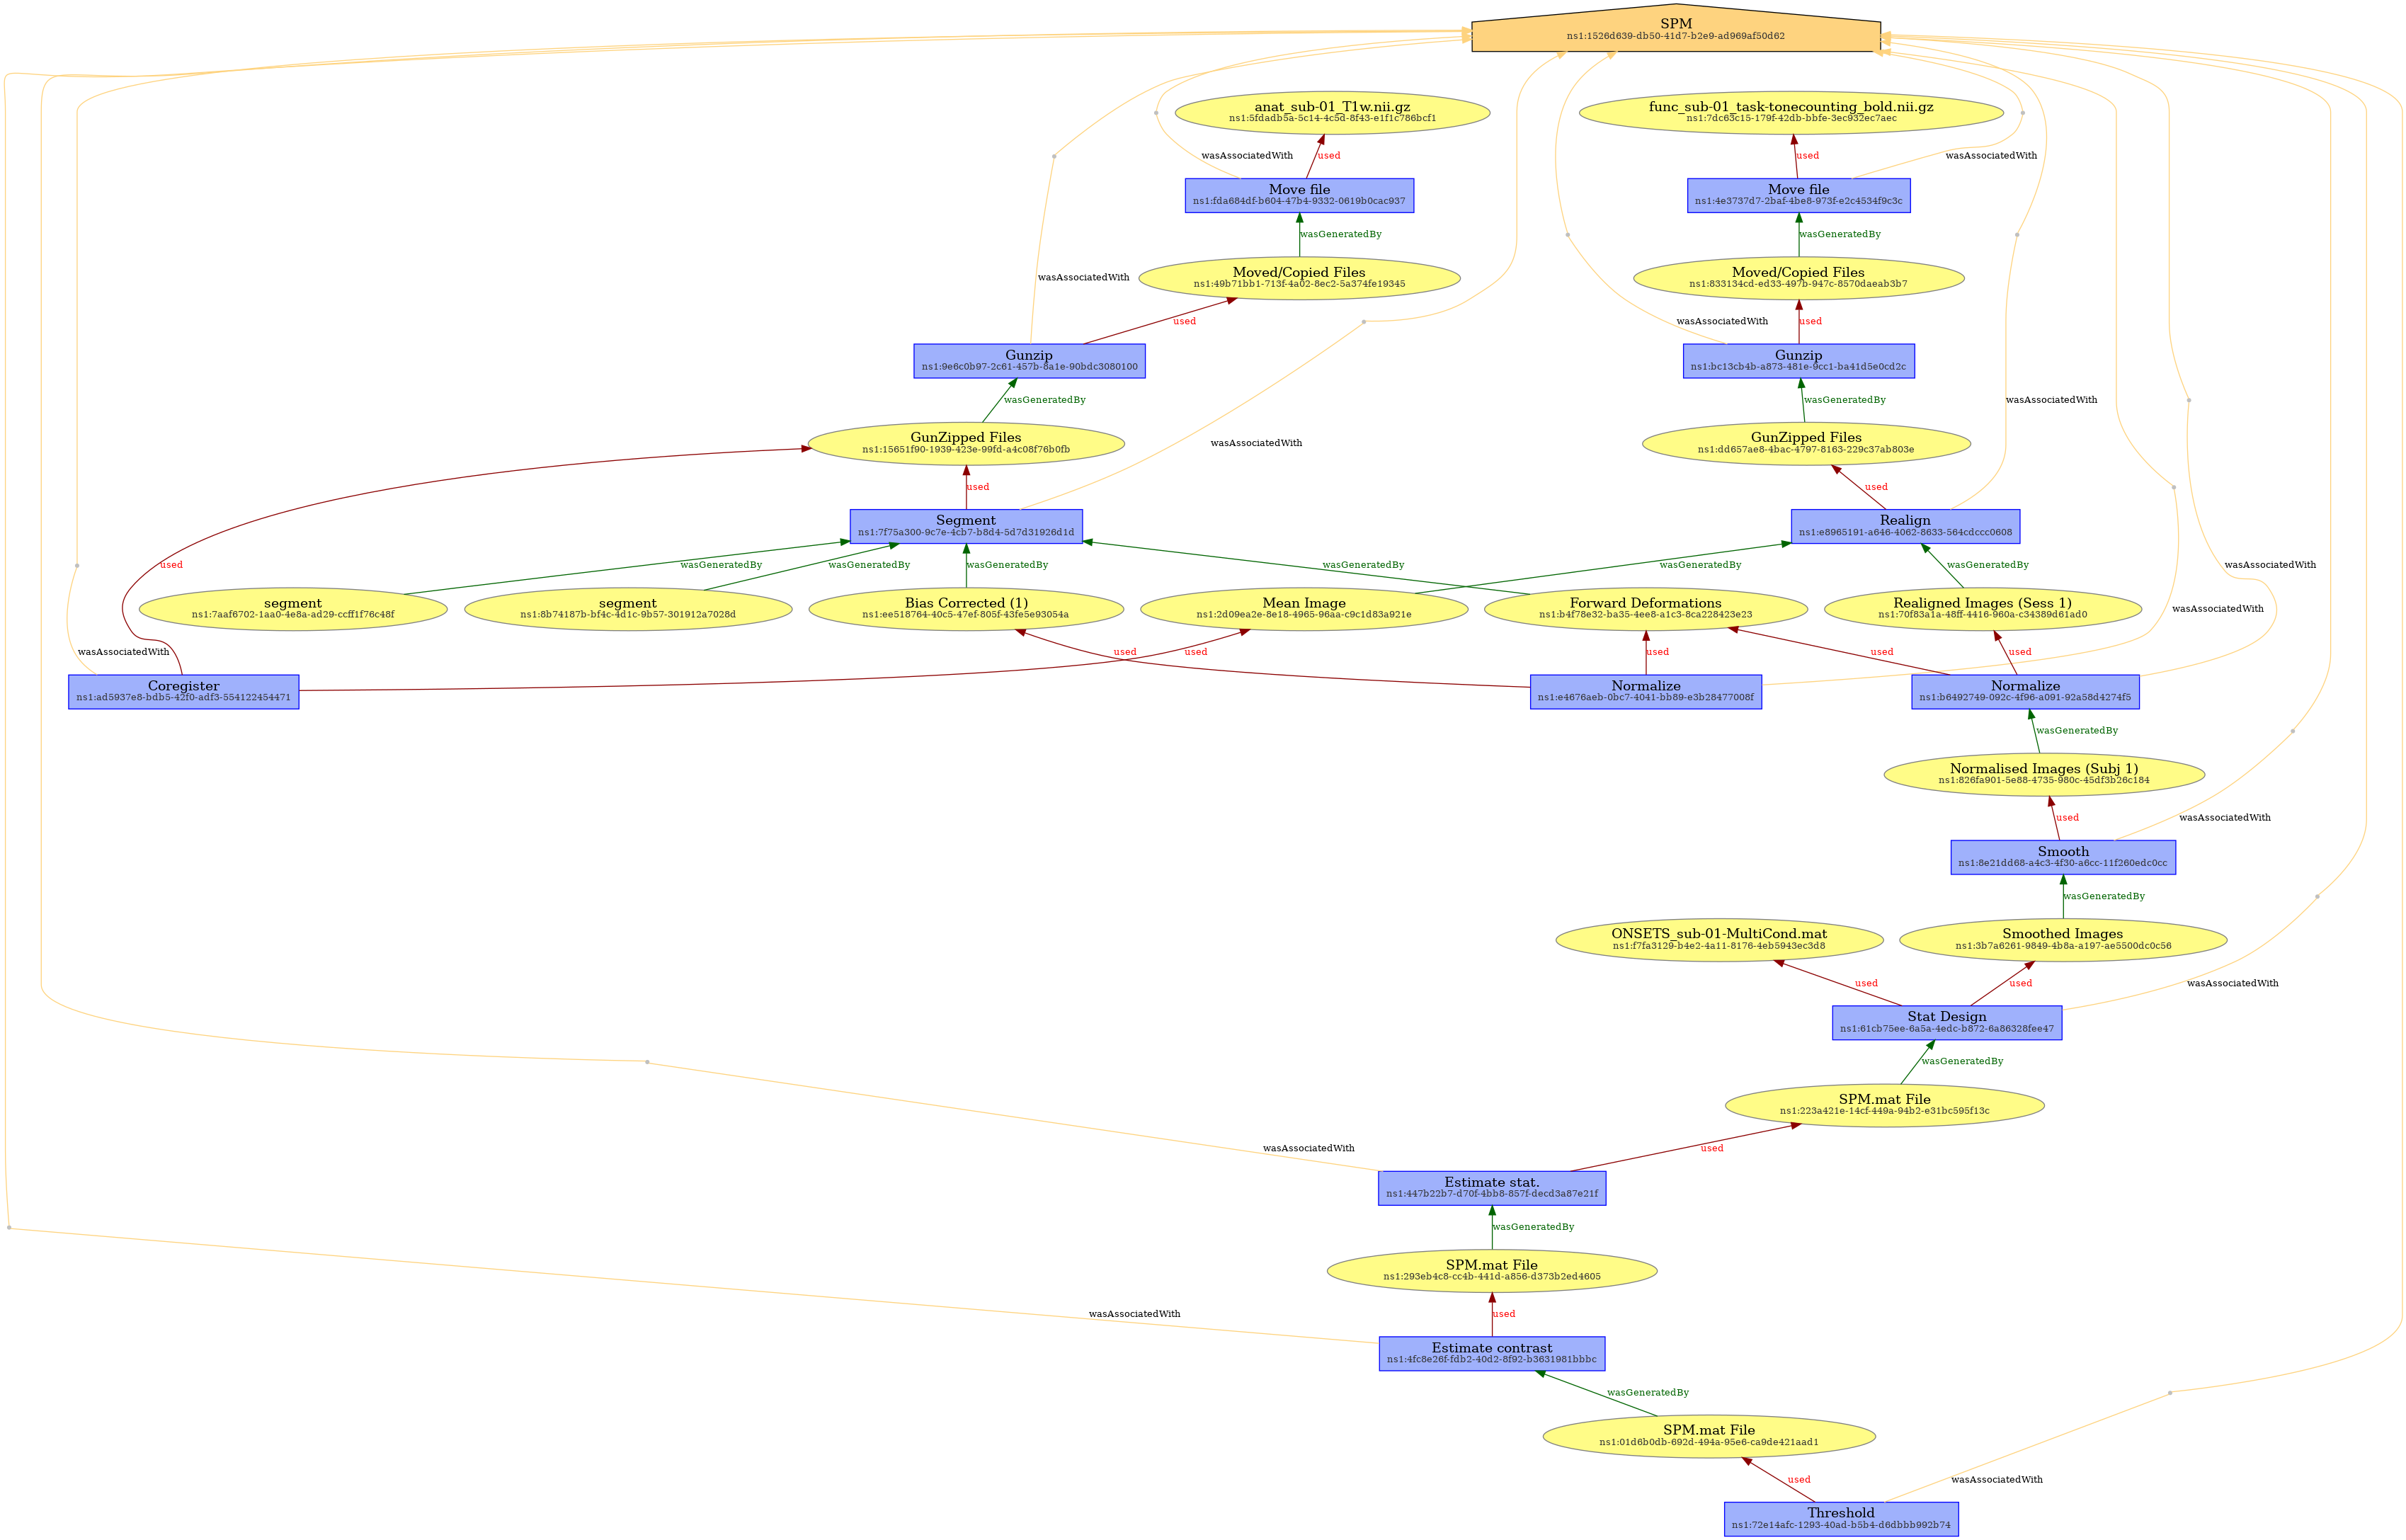 SPM
ns1:1526d639-db50-41d7-b2e9-ad969af50d62
anat_sub-01_T1w.nii.gz
ns1:5fdadb5a-5c14-4c5d-8f43-e1f1c786bcf1
func_sub-01_task-tonecounting_bold.nii.gz
ns1:7dc63c15-179f-42db-bbfe-3ec932ec7aec
wasAssociatedWith
used
used
wasAssociatedWith
Move file
ns1:fda684df-b604-47b4-9332-0619b0cac937
Move file
ns1:4e3737d7-2baf-4be8-973f-e2c4534f9c3c
wasGeneratedBy
wasGeneratedBy
wasAssociatedWith
Moved/Copied Files
ns1:49b71bb1-713f-4a02-8ec2-5a374fe19345
Moved/Copied Files
ns1:833134cd-ed33-497b-947c-8570daeab3b7
used
wasAssociatedWith
used
Gunzip
ns1:9e6c0b97-2c61-457b-8a1e-90bdc3080100
Gunzip
ns1:bc13cb4b-a873-481e-9cc1-ba41d5e0cd2c
wasGeneratedBy
wasGeneratedBy
wasAssociatedWith
GunZipped Files
ns1:15651f90-1939-423e-99fd-a4c08f76b0fb
wasAssociatedWith
GunZipped Files
ns1:dd657ae8-4bac-4797-8163-229c37ab803e
used
used
Segment
ns1:7f75a300-9c7e-4cb7-b8d4-5d7d31926d1d
Realign
ns1:e8965191-a646-4062-8633-564cdccc0608
used
wasGeneratedBy
wasGeneratedBy
wasGeneratedBy
wasGeneratedBy
wasGeneratedBy
wasGeneratedBy
wasAssociatedWith
segment
ns1:7aaf6702-1aa0-4e8a-ad29-ccff1f76c48f
segment
ns1:8b74187b-bf4c-4d1c-9b57-301912a7028d
Bias Corrected (1)
ns1:ee518764-40c5-47ef-805f-43fe5e93054a
Mean Image
ns1:2d09ea2e-8e18-4965-96aa-c9c1d83a921e
Forward Deformations
ns1:b4f78e32-ba35-4ee8-a1c3-8ca228423e23
Realigned Images (Sess 1)
ns1:70f83a1a-48ff-4416-960a-c34389d61ad0
wasAssociatedWith
wasAssociatedWith
used
used
used
used
used
Coregister
ns1:ad5937e8-bdb5-42f0-adf3-554122454471
Normalize
ns1:e4676aeb-0bc7-4041-bb89-e3b28477008f
Normalize
ns1:b6492749-092c-4f96-a091-92a58d4274f5
wasGeneratedBy
Normalised Images (Subj 1)
ns1:826fa901-5e88-4735-980c-45df3b26c184
used
wasAssociatedWith
Smooth
ns1:8e21dd68-a4c3-4f30-a6cc-11f260edc0cc
wasGeneratedBy
ONSETS_sub-01-MultiCond.mat
ns1:f7fa3129-b4e2-4a11-8176-4eb5943ec3d8
Smoothed Images
ns1:3b7a6261-9849-4b8a-a197-ae5500dc0c56
used
used
wasAssociatedWith
Stat Design
ns1:61cb75ee-6a5a-4edc-b872-6a86328fee47
wasGeneratedBy
SPM.mat File
ns1:223a421e-14cf-449a-94b2-e31bc595f13c
wasAssociatedWith
used
Estimate stat.
ns1:447b22b7-d70f-4bb8-857f-decd3a87e21f
wasGeneratedBy
SPM.mat File
ns1:293eb4c8-cc4b-441d-a856-d373b2ed4605
wasAssociatedWith
used
Estimate contrast
ns1:4fc8e26f-fdb2-40d2-8f92-b3631981bbbc
wasGeneratedBy
SPM.mat File
ns1:01d6b0db-692d-494a-95e6-ca9de421aad1
used
wasAssociatedWith
Threshold
ns1:72e14afc-1293-40ad-b5b4-d6dbbb992b74